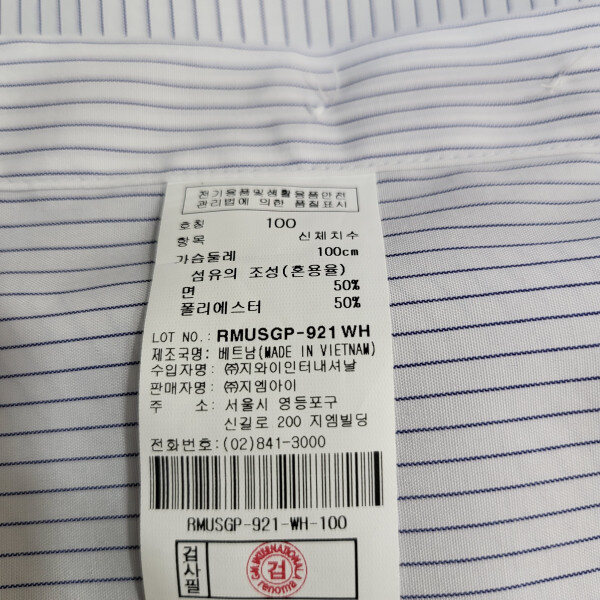 전기용품및생활용품안전
관리법에 의한 품질표시
호칭 100
항목 신체치수
가슴둘레 100cm
섬유의 조성(혼용율)
면 50%
폴리에스터 50%
LOT NO.: RMUSGP-921WH
제조국명: 베트남(MADE IN VIETNAM)
수입자명: ㈜지와이인터내셔날
판매자명: ㈜지엠아이
주 소: 서울시 영등포구
신길로 200 지엠빌딩
전화번호:(02)841-3000
RMUSGP-921-WH-100
검사필
검
renoma